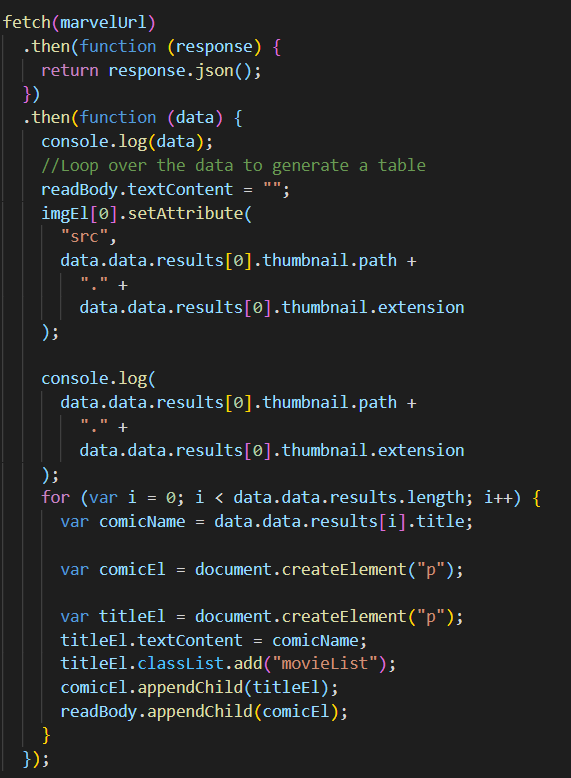 fetch(marvelUrl)
  .then(function (response) {
    return response.json();
  })
  .then(function (data) {
    console.log(data);
    //Loop over the data to generate a table
    readBody.textContent = "";
    imgEl[0].setAttribute(
      "src",
      data.data.results[0].thumbnail.path +
        "." +
        data.data.results[0].thumbnail.extension
    );

    console.log(
      data.data.results[0].thumbnail.path +
        "." +
        data.data.results[0].thumbnail.extension
    );
    for (var i = 0; i < data.data.results.length; i++) {
      var comicName = data.data.results[i].title;

      var comicEl = document.createElement("p");

      var titleEl = document.createElement("p");
      titleEl.textContent = comicName;
      titleEl.classList.add("movieList");
      comicEl.appendChild(titleEl);
      readBody.appendChild(comicEl);
    }
  });